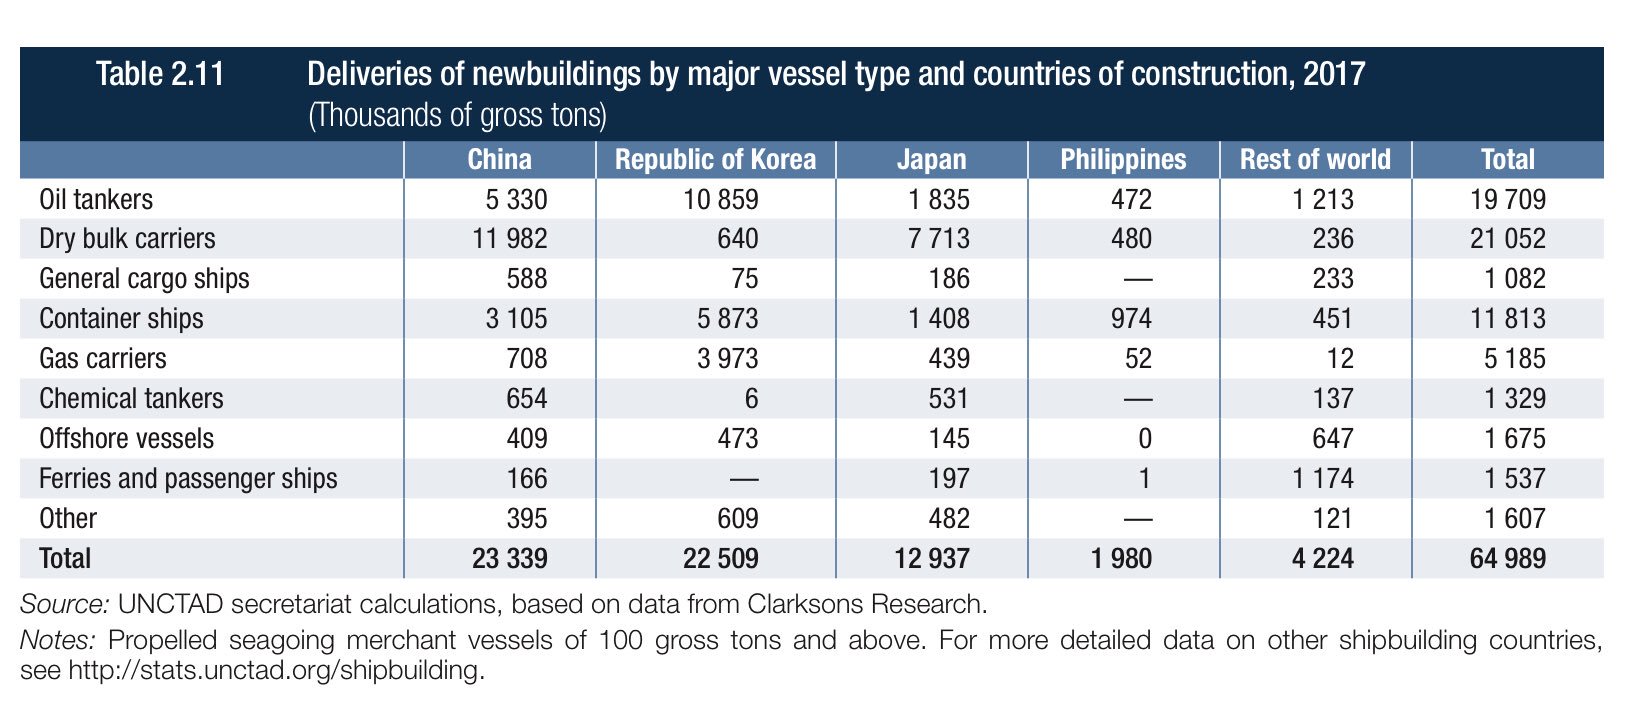 Table 2.11 Deliveries of newbuildings by major vessel type and countries of construction, 2017
(Thousands of gross tons)
China Republic of Korea Japan Philippines Rest of world Total
Oil tankers 5 330 10 859 1 835 472 1 213 19 709
Dry bulk carriers 11 982 640 7 713 480 236 21 052
General cargo ships 588 75 186 — 233 1 082
Container ships 3 105 5 873 1 408 974 451 11 813
Gas carriers 708 3 973 439 52 12 5 185
Chemical tankers 654 6 531 — 137 1 329
Offshore vessels 409 473 145 0 647 1 675
Ferries and passenger ships 166 — 197 1 1 174 1 537
Other 395 609 482 — 121 1 607
Total 23 339 22 509 12 937 1 980 4 224 64 989
Source: UNCTAD secretariat calculations, based on data from Clarksons Research.
Notes: Propelled seagoing merchant vessels of 100 gross tons and above. For more detailed data on other shipbuilding countries,
see http://stats.unctad.org/shipbuilding.